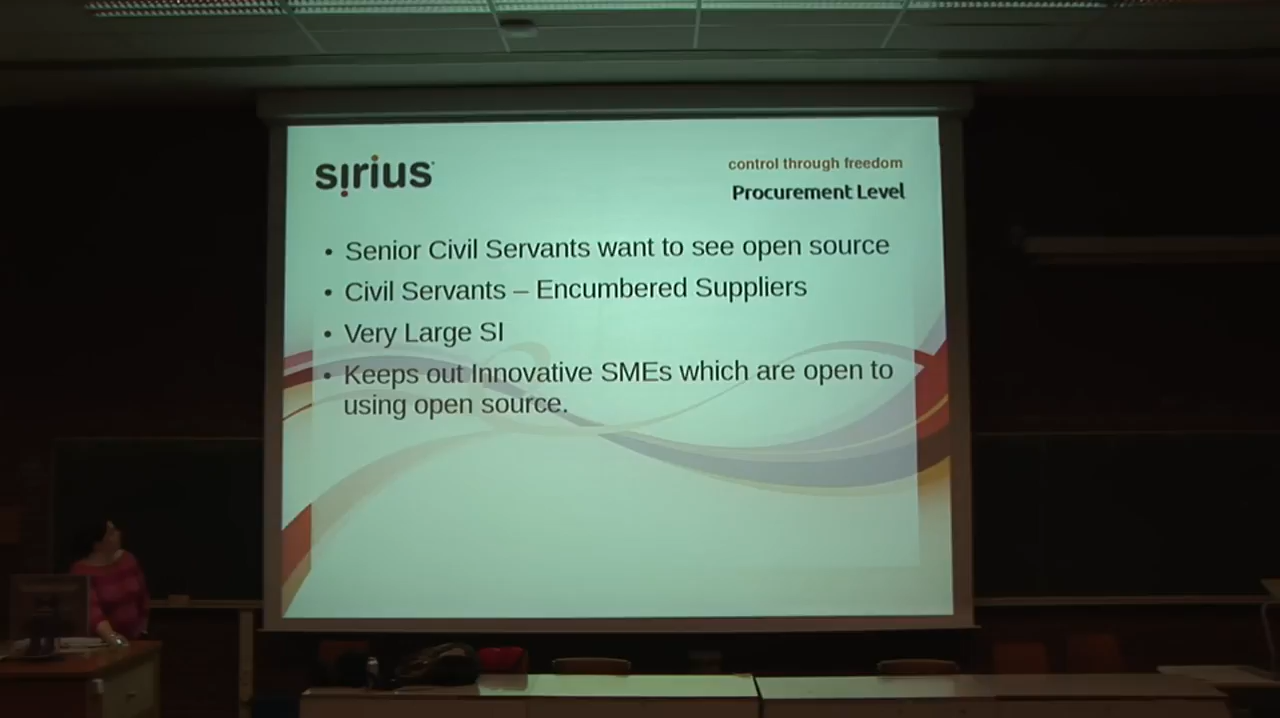 sirius
control through freedom
Procurement Level
• Senior Civil Servants want to see open source
• Civil Servants – Encumbered Suppliers
• Very Large SI
• Keeps out Innovative SMEs which are open to
using open source.